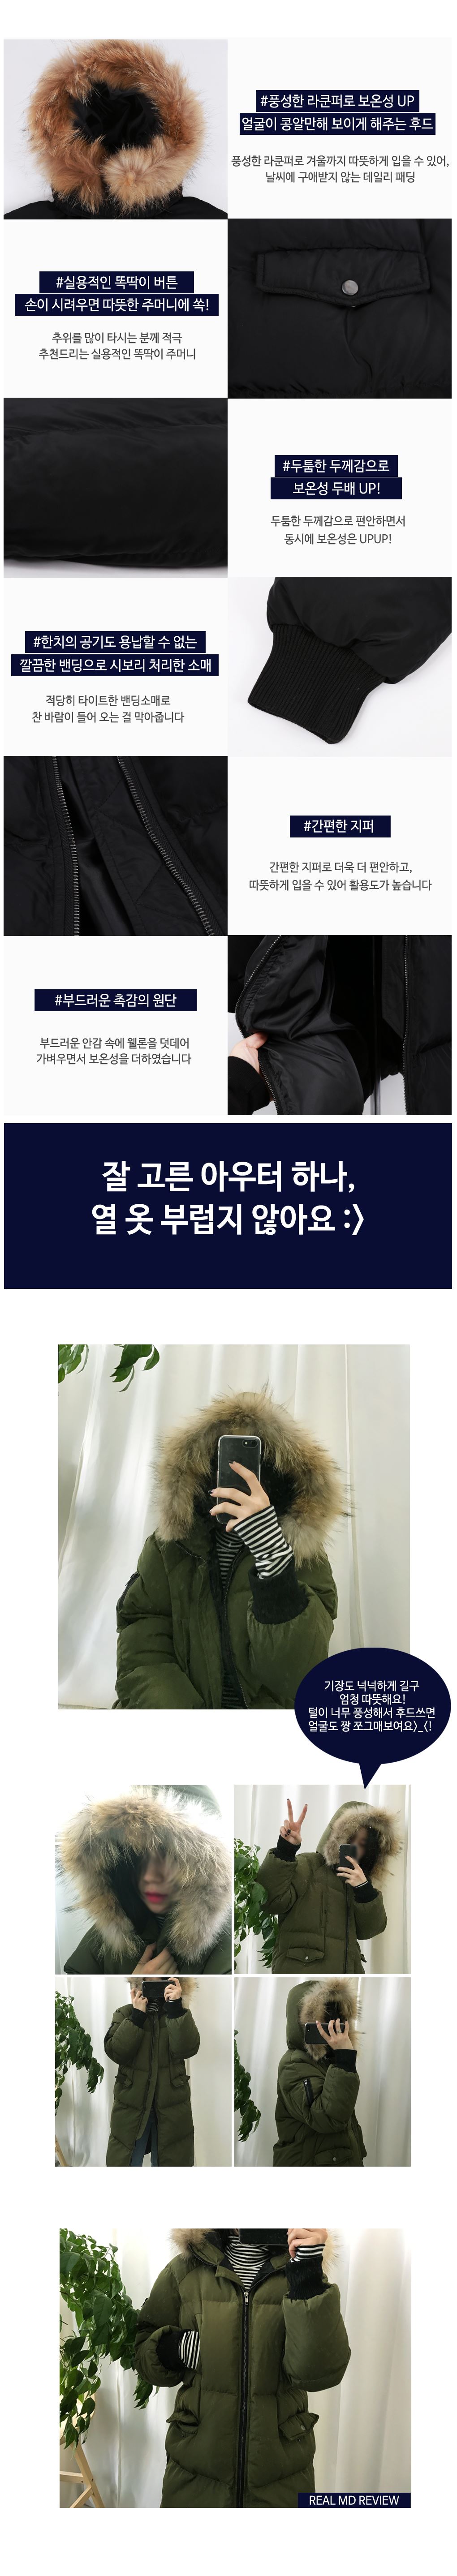 #풍성한 라쿤퍼로 보온성 UP
얼굴이 콩알만해 보이게 해주는 후드
풍성한 라쿤퍼로 겨울까지 따뜻하게 입을 수 있어,
날씨에 구애받지 않는 데일리 패딩
#실용적인 똑딱이 버튼
손이 시려우면 따뜻한 주머니에 쏙!
추위를 많이 타시는 분께 적극
추천드리는 실용적인 똑딱이 주머니
#두툼한 두께감으로
보온성 두배 UP!
두툼한 두께감으로 편안하면서
동시에 보온성은 UPUP!
#한치의 공기도 용납할 수 없는
깔끔한 밴딩으로 시보리 처리한 소매
적당히 타이트한 밴딩소매로
찬 바람이 들어 오는 걸 막아줍니다
#간편한 지퍼
간편한 지퍼로 더욱 더 편안하고,
따뜻하게 입을 수 있어 활용도가 높습니다
#부드러운 촉감의 원단
부드러운 안감 속에 웰론을 덧데어
가벼우면서 보온성을 더하였습니다
잘 고른 아우터 하나,
열 옷 부럽지 않아요 :)
기장도 넉넉하게 길구
엄청 따뜻해요!
털이 너무 풍성해서 후드쓰면
얼굴도 짱 쪼그매보여요>_<!
REAL MD REVIEW